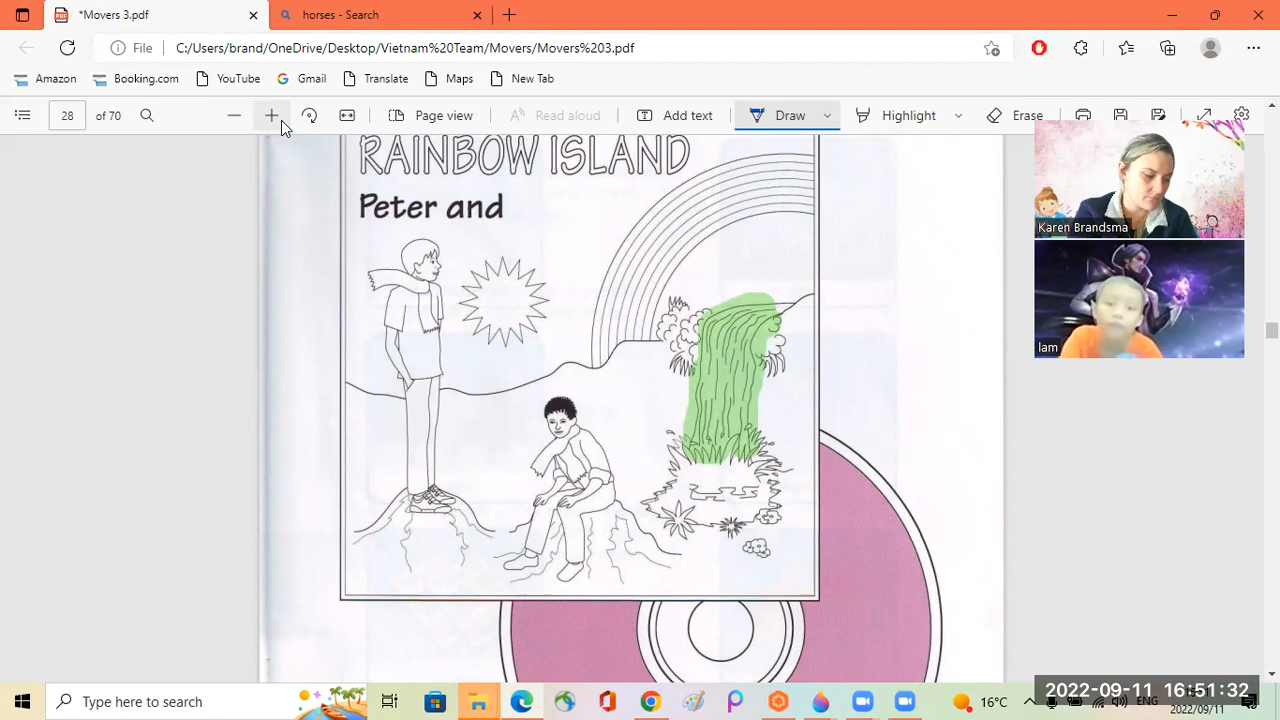 *Movers 3.pdf
horses - Search
File
C:/Users/brand/OneDrive/Desktop/Vietnam%20Team/Movers/Movers%203.pdf
Amazon
Booking.com
YouTube
Gmail
Translate
Maps
New Tab
28 of 70
Page view
Read aloud
Add text
Draw
Highlight
Erase
RAINBOW ISLAND
Peter and
Karen Brandsma
lam
Type here to search
16°C
ENG
2022-09-11 16:51:32
2022/09/11